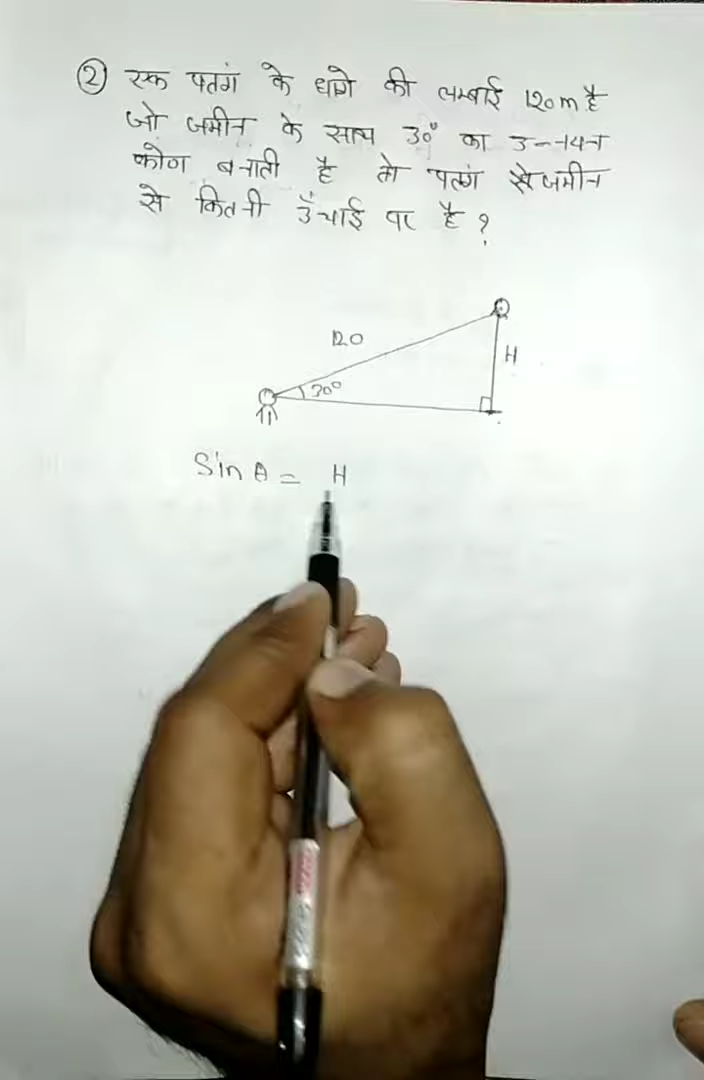 ② एक पतंग के धागे की लम्बाई 120m है
जो जमीन के साथ 30° का उन्नयन
कोण बनाती है तो पतंग से जमीन
से कितनी उँचाई पर है ?
120
H
30°
Sin θ = H